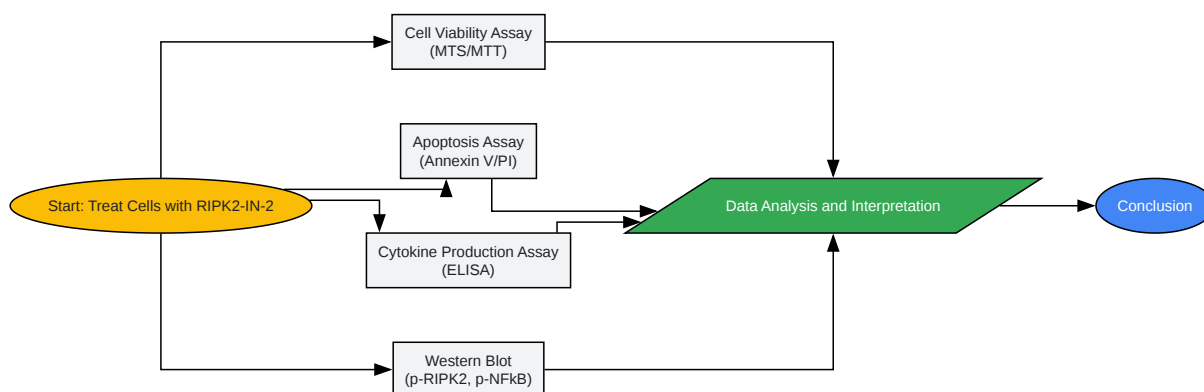 Cell Viability Assay
(MTS/MTT)
Apoptosis Assay
(Annexin V/PI)
Start: Treat Cells with RIPK2-IN-2
Data Analysis and Interpretation
Conclusion
Cytokine Production Assay
(ELISA)
Western Blot
(p-RIPK2, p-NFkB)